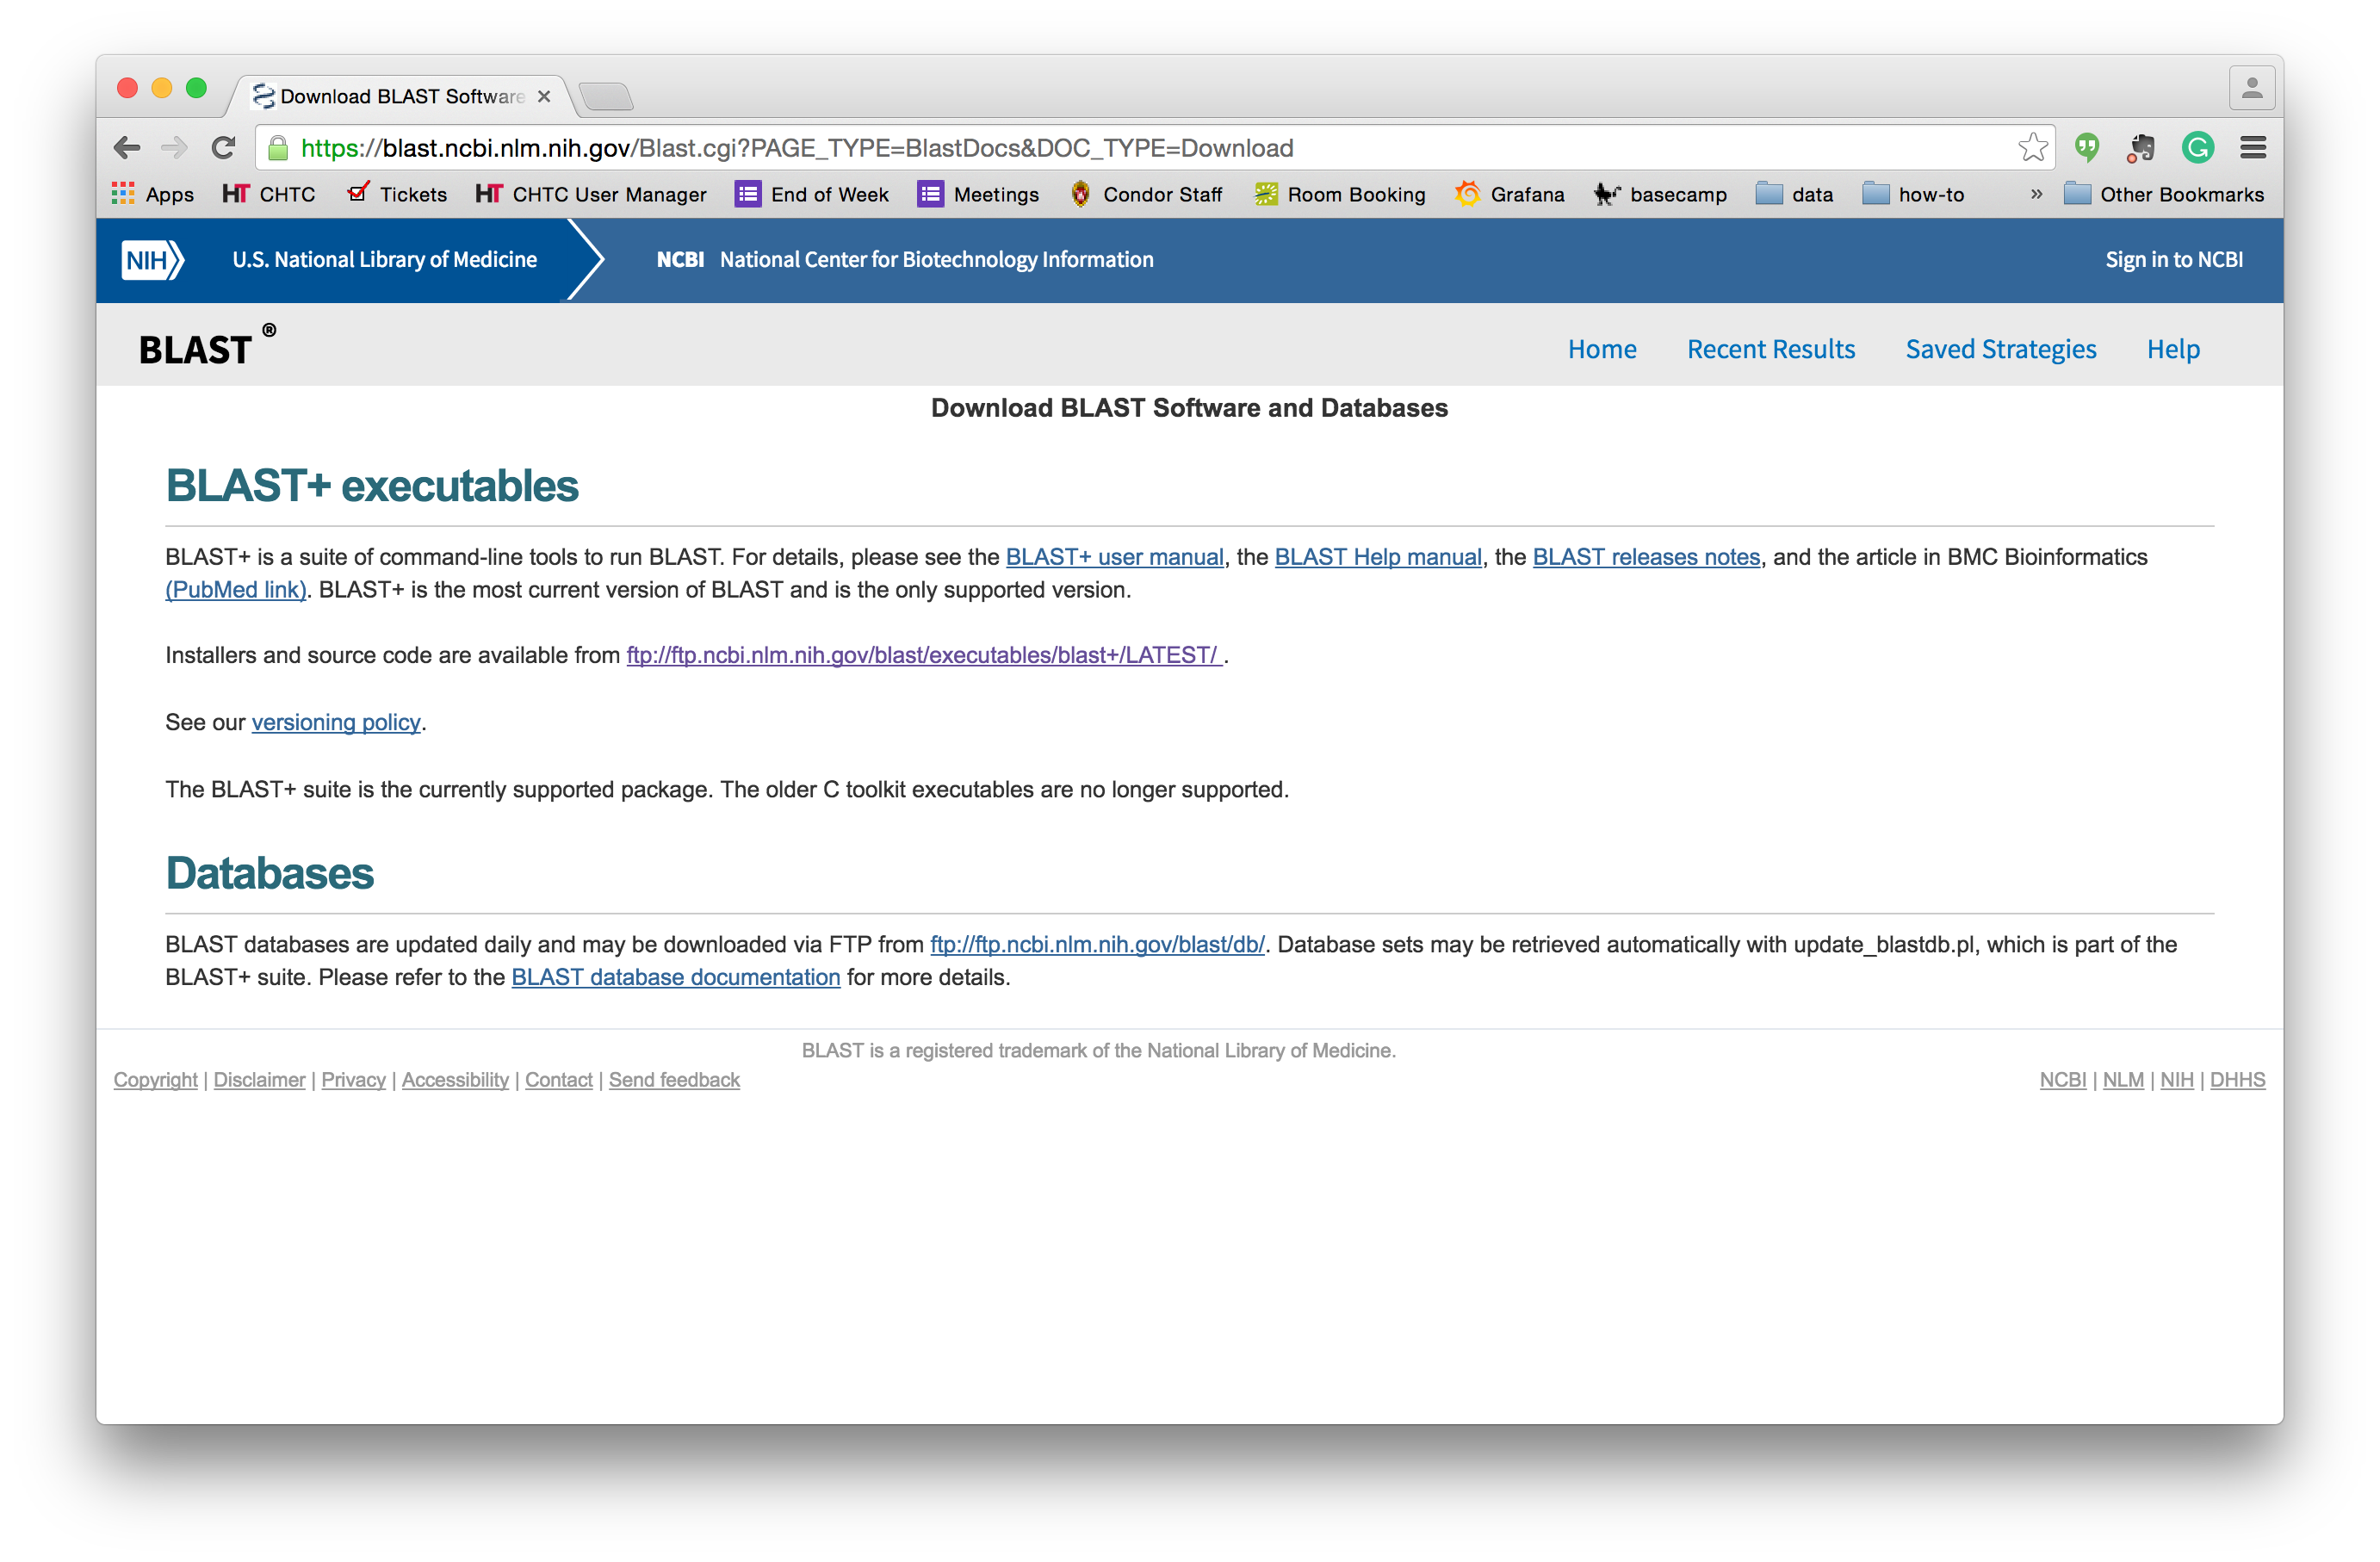 Download BLAST Software
https://blast.ncbi.nlm.nih.gov/Blast.cgi?PAGE_TYPE=BlastDocs&DOC_TYPE=Download
Apps HT CHTC Tickets HT CHTC User Manager End of Week Meetings Condor Staff Room Booking Grafana basecamp data how-to » Other Bookmarks
NIH U.S. National Library of Medicine NCBI National Center for Biotechnology Information Sign in to NCBI
BLAST ® Home Recent Results Saved Strategies Help
Download BLAST Software and Databases
BLAST+ executables
BLAST+ is a suite of command-line tools to run BLAST. For details, please see the BLAST+ user manual, the BLAST Help manual, the BLAST releases notes, and the article in BMC Bioinformatics
(PubMed link). BLAST+ is the most current version of BLAST and is the only supported version.
Installers and source code are available from ftp://ftp.ncbi.nlm.nih.gov/blast/executables/blast+/LATEST/ .
See our versioning policy.
The BLAST+ suite is the currently supported package. The older C toolkit executables are no longer supported.
Databases
BLAST databases are updated daily and may be downloaded via FTP from ftp://ftp.ncbi.nlm.nih.gov/blast/db/. Database sets may be retrieved automatically with update_blastdb.pl, which is part of the
BLAST+ suite. Please refer to the BLAST database documentation for more details.
BLAST is a registered trademark of the National Library of Medicine.
Copyright | Disclaimer | Privacy | Accessibility | Contact | Send feedback NCBI | NLM | NIH | DHHS